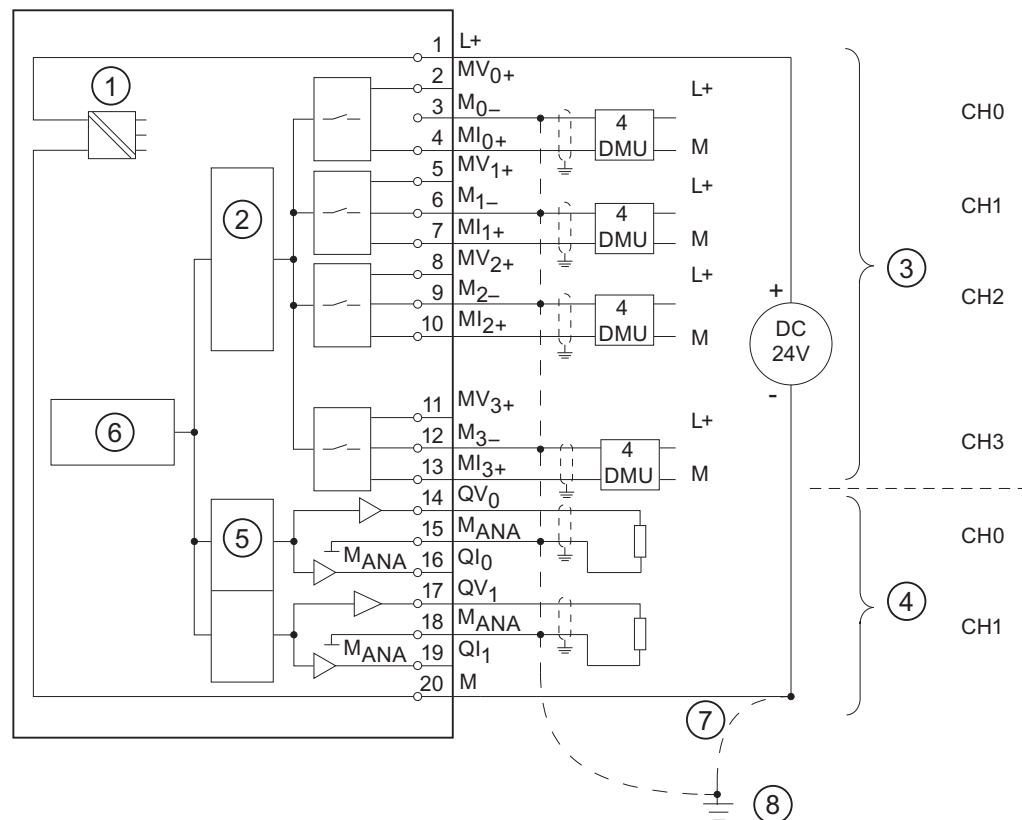 1 L+
① 2 MV0+ L+
3 M0– 4 DMU CH0
4 MI0+ M
5 MV1+ L+
② 6 M1– 4 DMU CH1
7 MI1+ M ③
8 MV2+ L+
9 M2– 4 DMU + CH2
10 MI2+ M DC 24V
-
11 MV3+ L+
⑥ 12 M3– 4 DMU CH3
13 MI3+ M
14 QV0
⑤ 15 MANA CH0
MANA 16 QI0
17 QV1 ④
18 MANA CH1
MANA 19 QI1
20 M
⑦
⑧